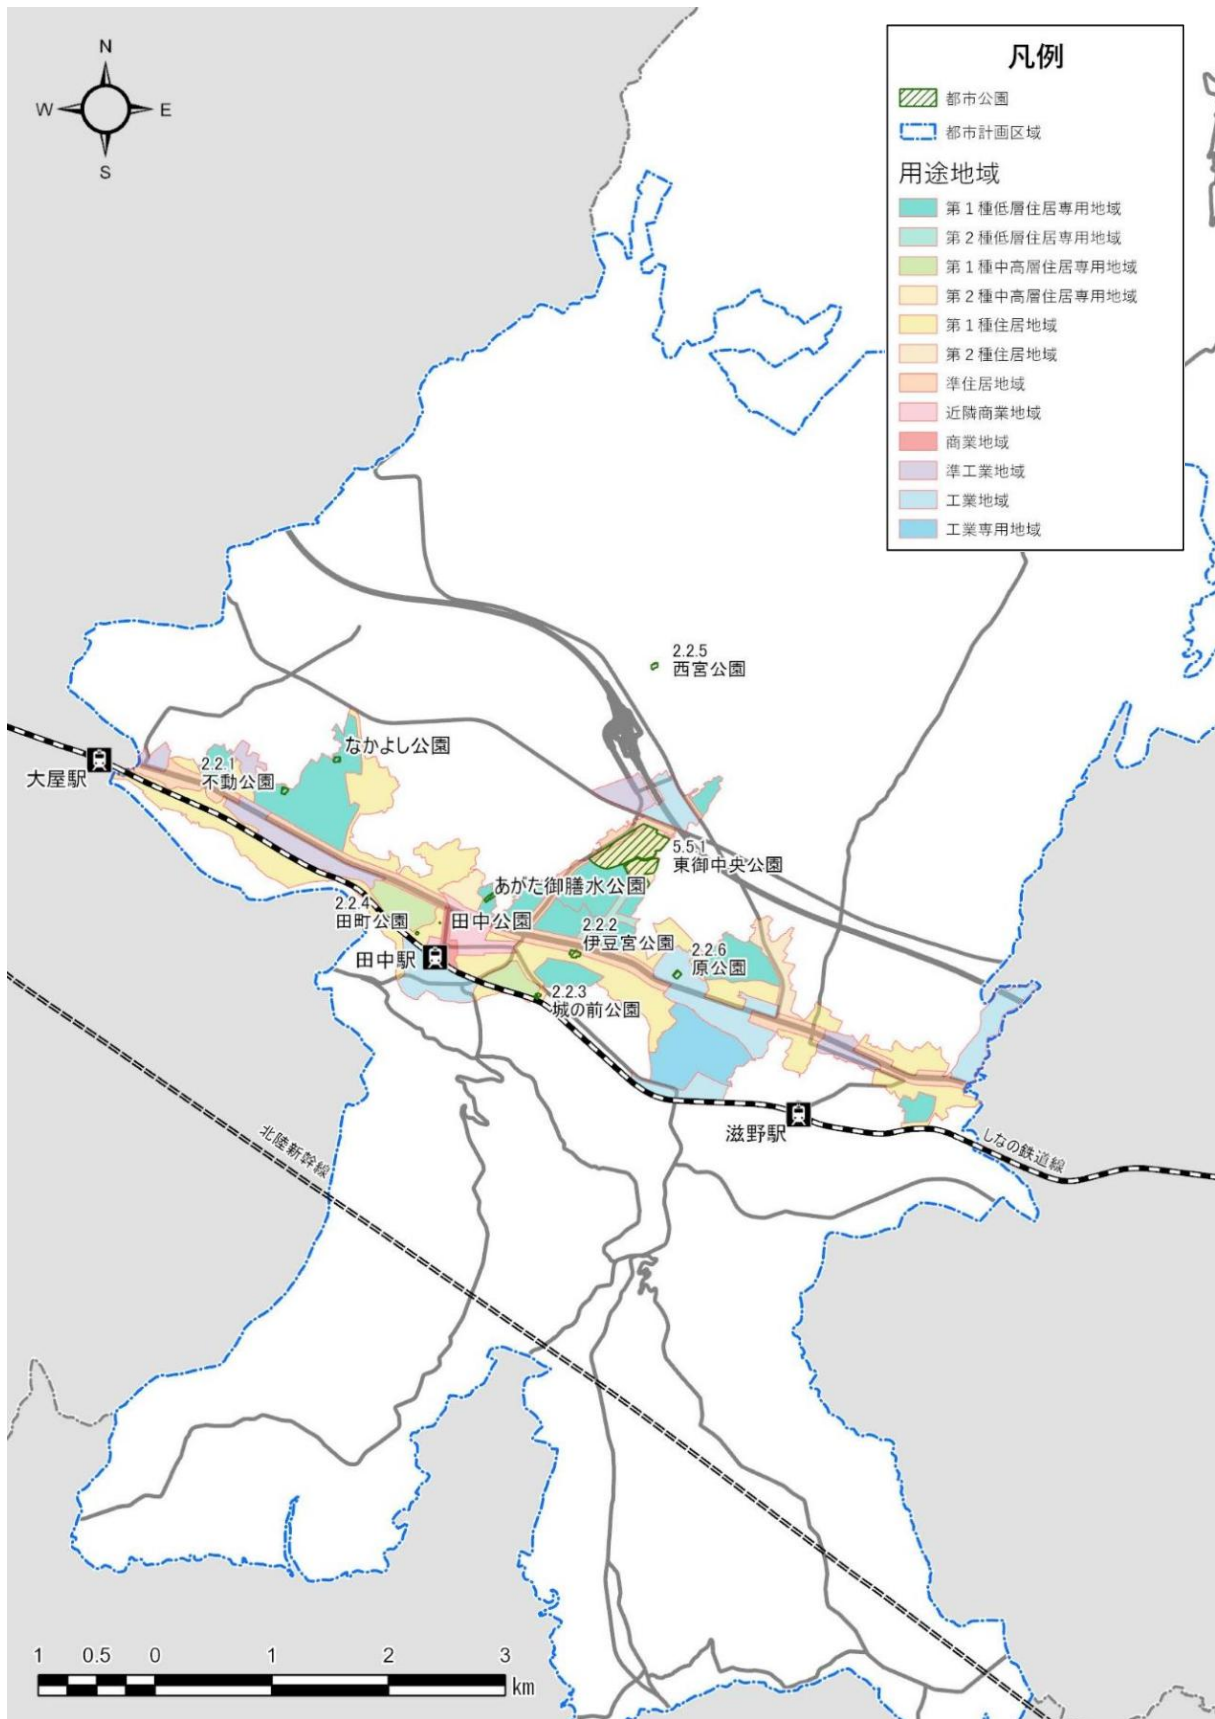 N
W E
S
凡例
都市公園
都市計画区域
用途地域
第1種低層住居専用地域
第2種低層住居専用地域
第1種中高層住居専用地域
第2種中高層住居専用地域
第1種住居地域
第2種住居地域
準住居地域
近隣商業地域
商業地域
準工業地域
工業地域
工業専用地域
2.2.5
西宮公園
なかよし公園
2.2.1
不動公園
大屋駅
5.5.1
東御中央公園
あがた御膳水公園
2.2.4
田町公園
田中公園
2.2.2
伊豆宮公園
田中駅
2.2.6
原公園
2.2.3
城の前公園
滋野駅
しなの鉄道線
北陸新幹線
1 0.5 0 1 2 3
km